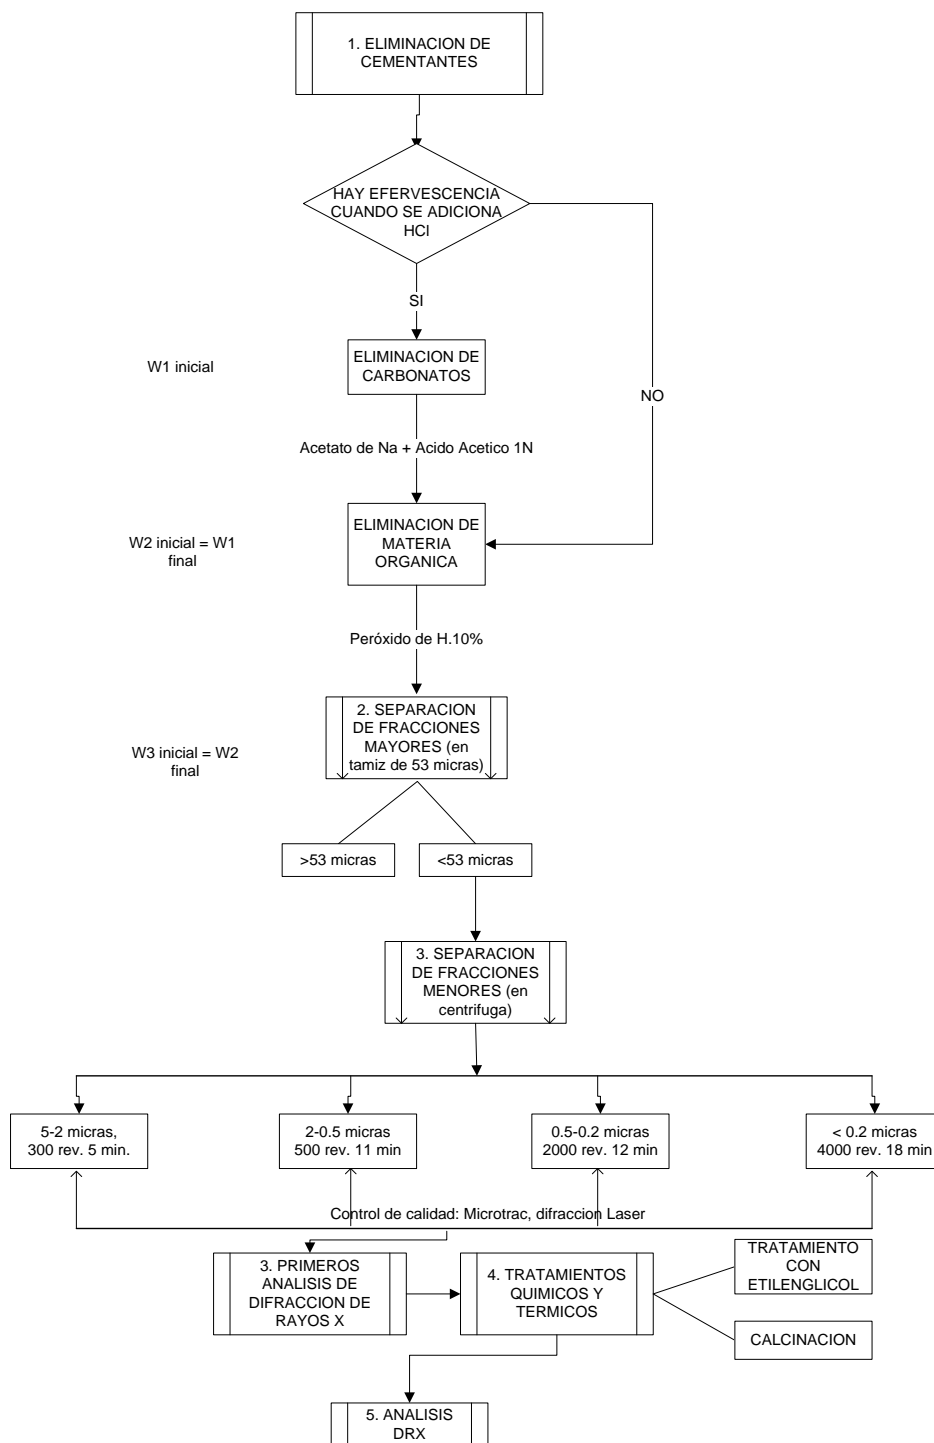 1. ELIMINACION DE
CEMENTANTES
HAY EFERVESCENCIA
CUANDO SE ADICIONA
HCl
SI
W1 inicial
ELIMINACION DE
CARBONATOS
NO
Acetato de Na + Acido Acetico 1N
W2 inicial = W1
final
ELIMINACION DE
MATERIA
ORGANICA
Peróxido de H.10%
W3 inicial = W2
final
2. SEPARACION
DE FRACCIONES
MAYORES (en
tamiz de 53 micras)
>53 micras
<53 micras
3. SEPARACION
DE FRACCIONES
MENORES (en
centrifuga)
5-2 micras,
300 rev. 5 min.
2-0.5 micras
500 rev. 11 min
0.5-0.2 micras
2000 rev. 12 min
< 0.2 micras
4000 rev. 18 min
Control de calidad: Microtrac, difraccion Laser
3. PRIMEROS
ANALISIS DE
DIFRACCION DE
RAYOS X
4. TRATAMIENTOS
QUIMICOS Y
TERMICOS
TRATAMIENTO
CON
ETILENGLICOL
CALCINACION
5. ANALISIS
DRX